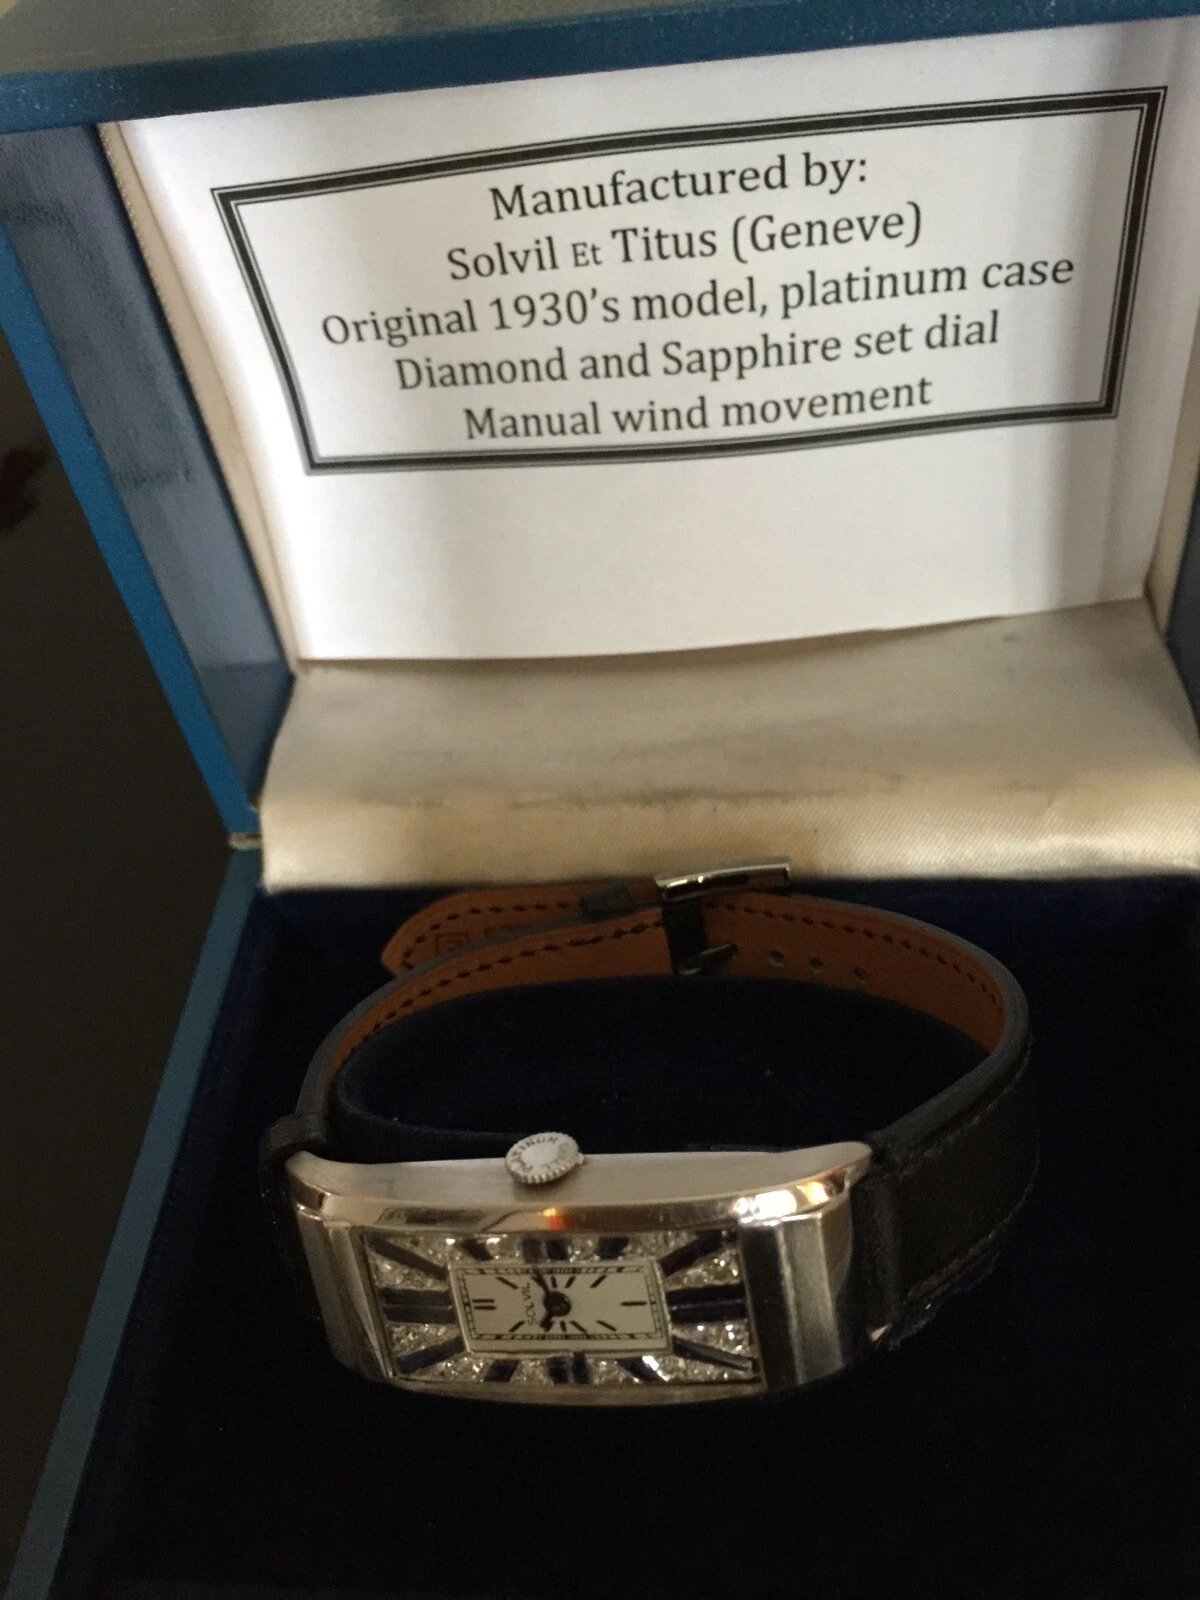 Manufactured by:
Solvil Et Titus (Geneve)
Original 1930's model, platinum case
Diamond and Sapphire set dial
Manual wind movement
PLATINUM
SOLVIL